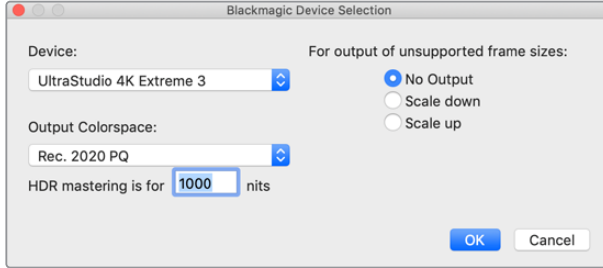 Blackmagic Device Selection
Device:
UltraStudio 4K Extreme 3
Output Colorspace:
Rec. 2020 PQ
HDR mastering is for 1000 nits
For output of unsupported frame sizes:
No Output
Scale down
Scale up
OK
Cancel